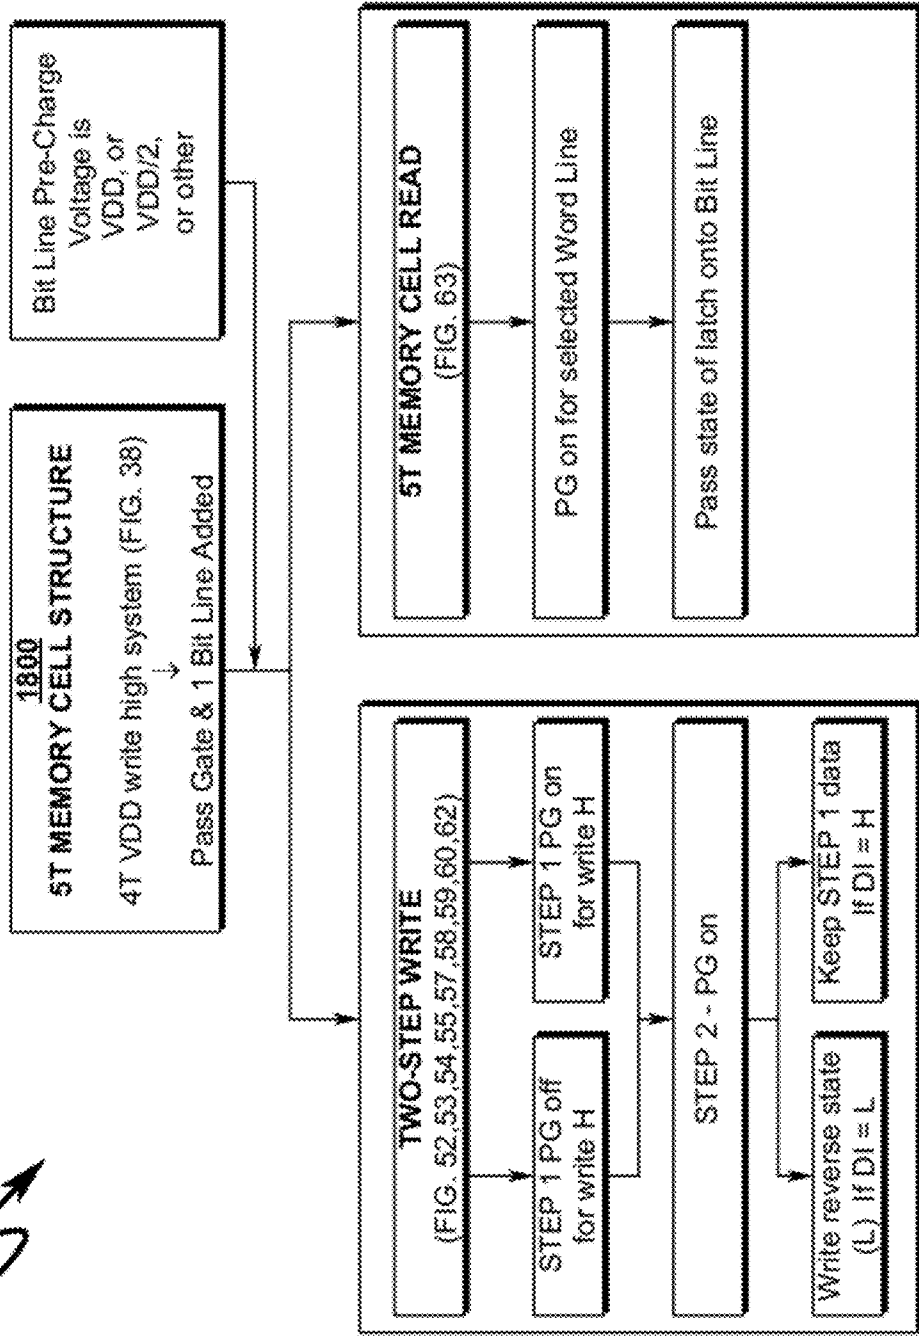 1800
5T MEMORY CELL STRUCTURE
4T VDD write high system (FIG. 38)
Pass Gate & 1 Bit Line Added
Bit Line Pre-Charge
Voltage is
VDD, or
VDD/2,
or other
TWO-STEP WRITE
(FIG. 52,53,54,55,57,58,59,60,62)
STEP 1 PG off
for write H
STEP 1 PG on
for write H
STEP 2 - PG on
Write reverse state
(L) If DI = L
Keep STEP 1 data
If DI = H
5T MEMORY CELL READ
(FIG. 63)
PG on for selected Word Line
Pass state of latch onto Bit Line